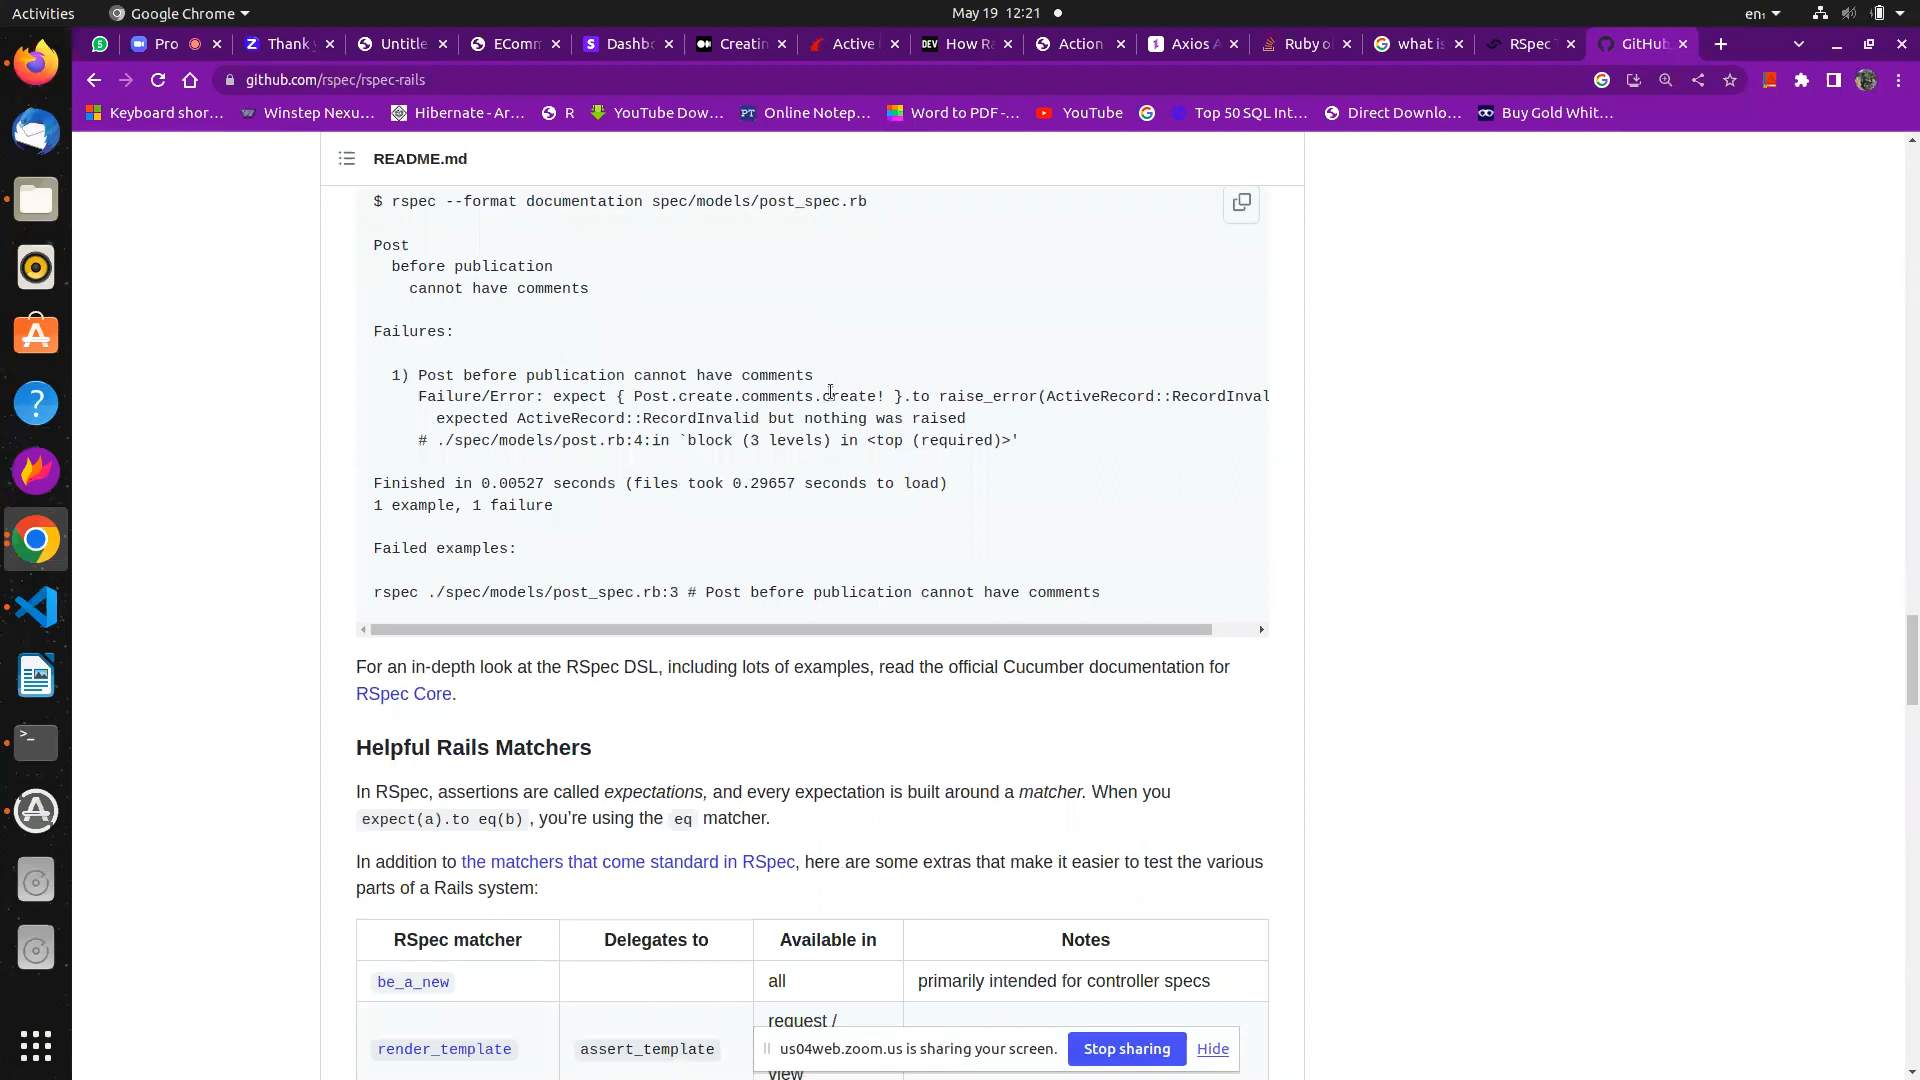 Activities
Google Chrome
May 19 12:21
en₁
Pro
Thank
Untitle
EComm
Dashb
Creatin
Active
How Ra
Action
Axios A
Ruby o
what is
RSpec
GitHub
github.com/rspec/rspec-rails
Keyboard shor...
Winstep Nexu...
Hibernate - Ar...
R
YouTube Dow...
Online Notep...
Word to PDF -...
YouTube
Top 50 SQL Int...
Direct Downlo...
Buy Gold Whit...
README.md
$ rspec --format documentation spec/models/post_spec.rb
Post
before publication
cannot have comments
Failures:
1) Post before publication cannot have comments
Failure/Error: expect { Post.create.comments.create! }.to raise_error(ActiveRecord::RecordInval
expected ActiveRecord::RecordInvalid but nothing was raised
# ./spec/models/post.rb:4:in `block (3 levels) in <top (required)>'
Finished in 0.00527 seconds (files took 0.29657 seconds to load)
1 example, 1 failure
Failed examples:
rspec ./spec/models/post_spec.rb:3 # Post before publication cannot have comments
For an in-depth look at the RSpec DSL, including lots of examples, read the official Cucumber documentation for
RSpec Core.
Helpful Rails Matchers
In RSpec, assertions are called expectations, and every expectation is built around a matcher. When you
expect(a).to eq(b), you’re using the eq matcher.
In addition to the matchers that come standard in RSpec, here are some extras that make it easier to test the various
parts of a Rails system:
RSpec matcher Delegates to Available in Notes
be_a_new all primarily intended for controller specs
request /
render_template assert_template
view
us04web.zoom.us is sharing your screen. Stop sharing Hide